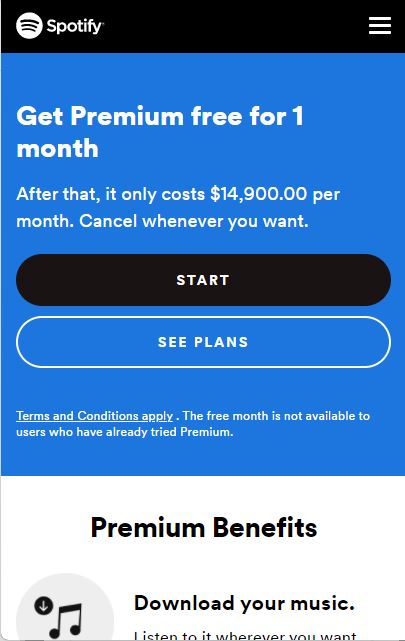 Spotify
Get Premium free for 1
month
After that, it only costs $14,900.00 per
month. Cancel whenever you want.
START
SEE PLANS
Terms and Conditions apply . The free month is not available to
users who have already tried Premium.
Premium Benefits
Download your music.
Listen to it wherever you want